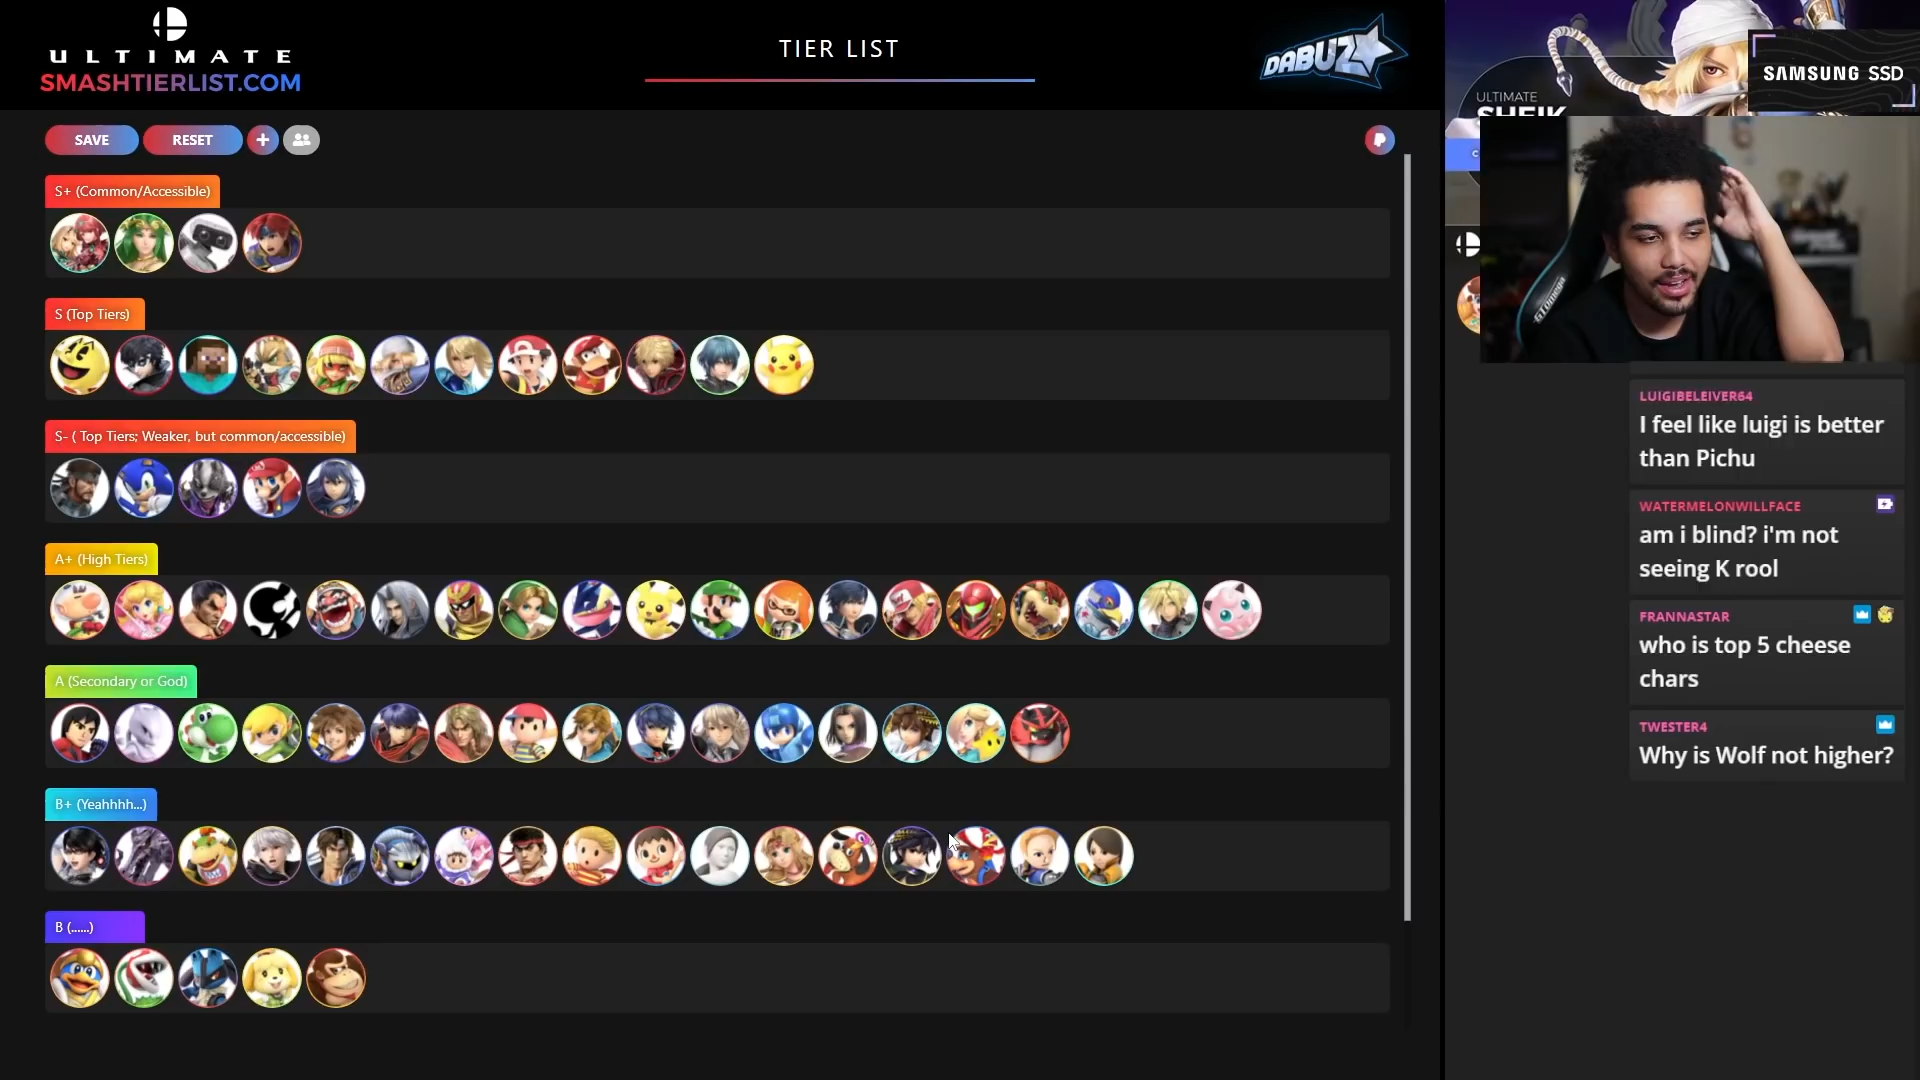 ULTIMATE
SMASHTIERLIST.COM
TIER LIST
DABUZ
SAVE
RESET
+
S+ (Common/Accessible)
S (Top Tiers)
S- ( Top Tiers; Weaker, but common/accessible)
A+ (High Tiers)
A (Secondary or God)
B+ (Yeahhhh...)
B (......)
ULTIMATE
SHEIK
SAMSUNG SSD
C
GTOmega
LUIGIBELEIVER64
I feel like luigi is better
than Pichu
WATERMELONWILLFACE
am i blind? i'm not
seeing K rool
FRANNASTAR
who is top 5 cheese
chars
TWESTER4
Why is Wolf not higher?